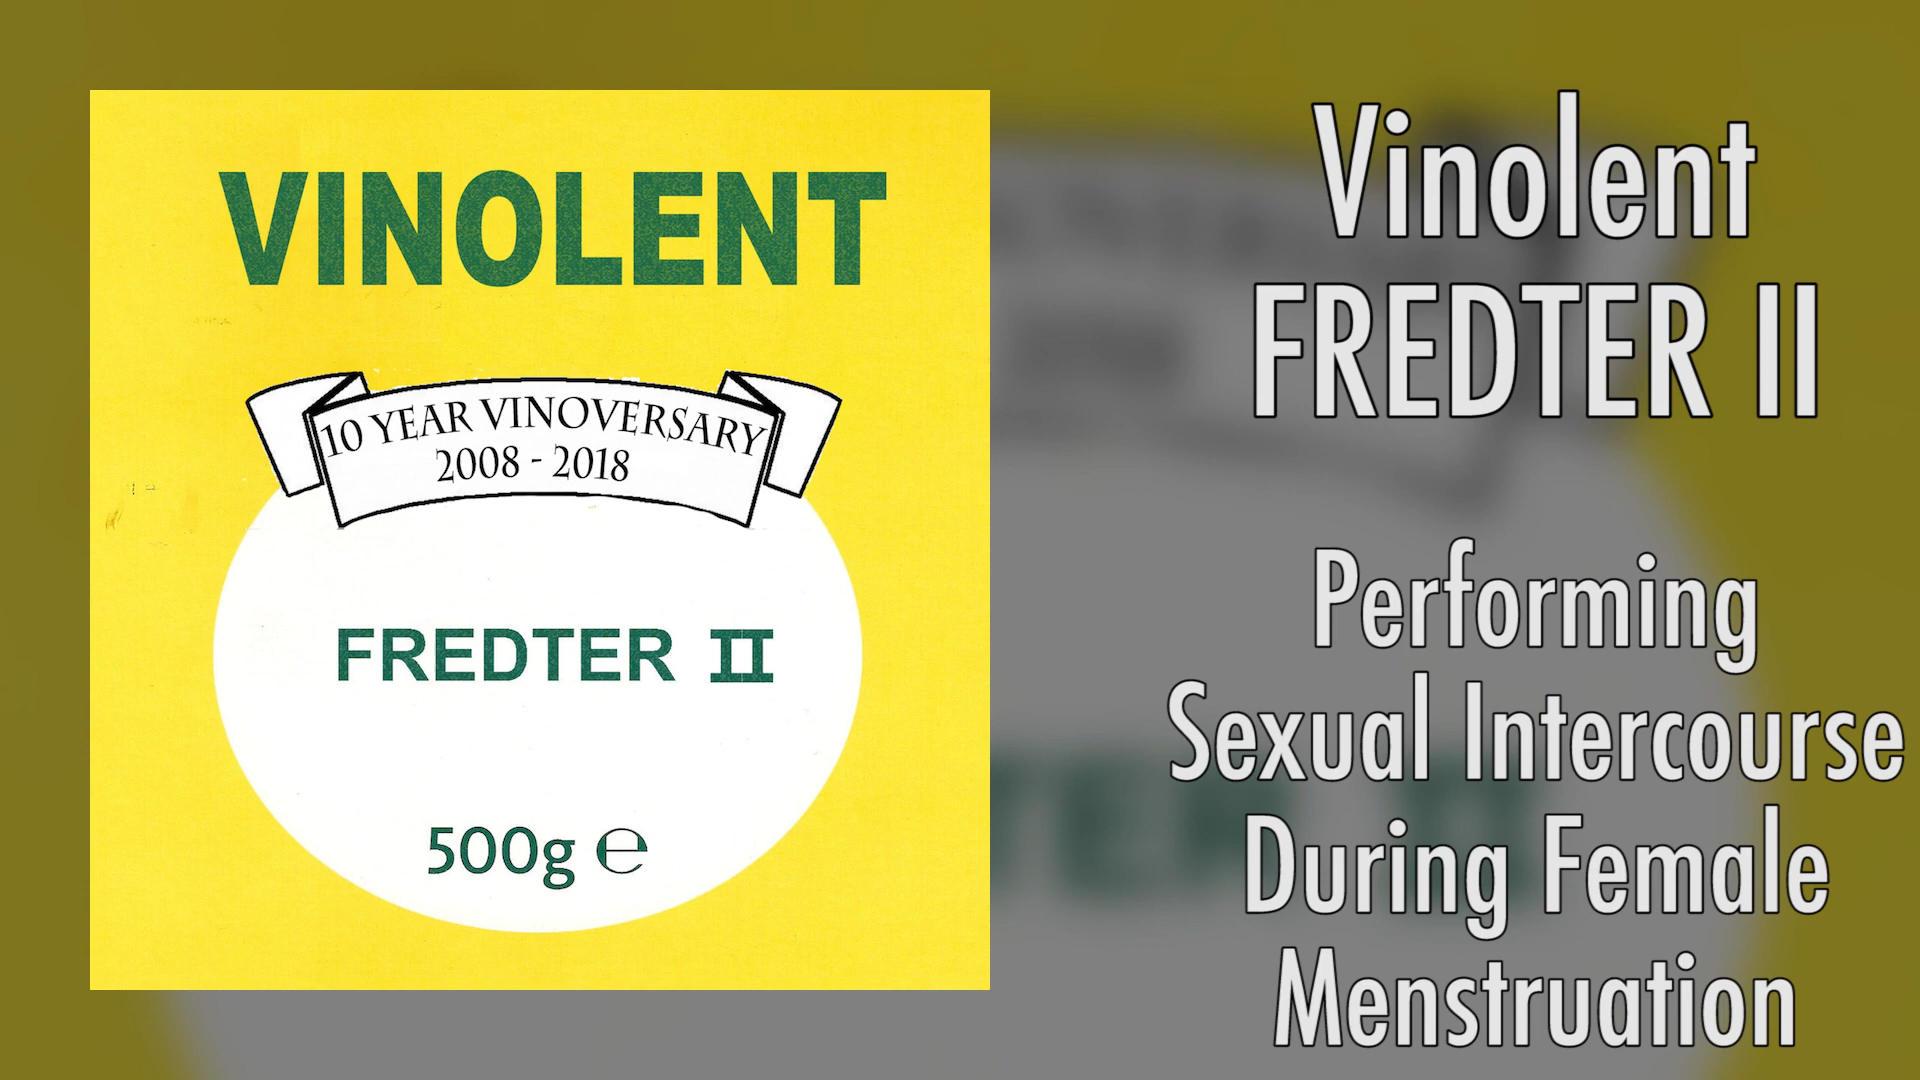 VINOLENT
10 YEAR VINOVERSARY
2008 - 2018
FREDTER II
500g ℮
Vinolent
FREDTER II
Performing
Sexual Intercourse
During Female
Menstruation